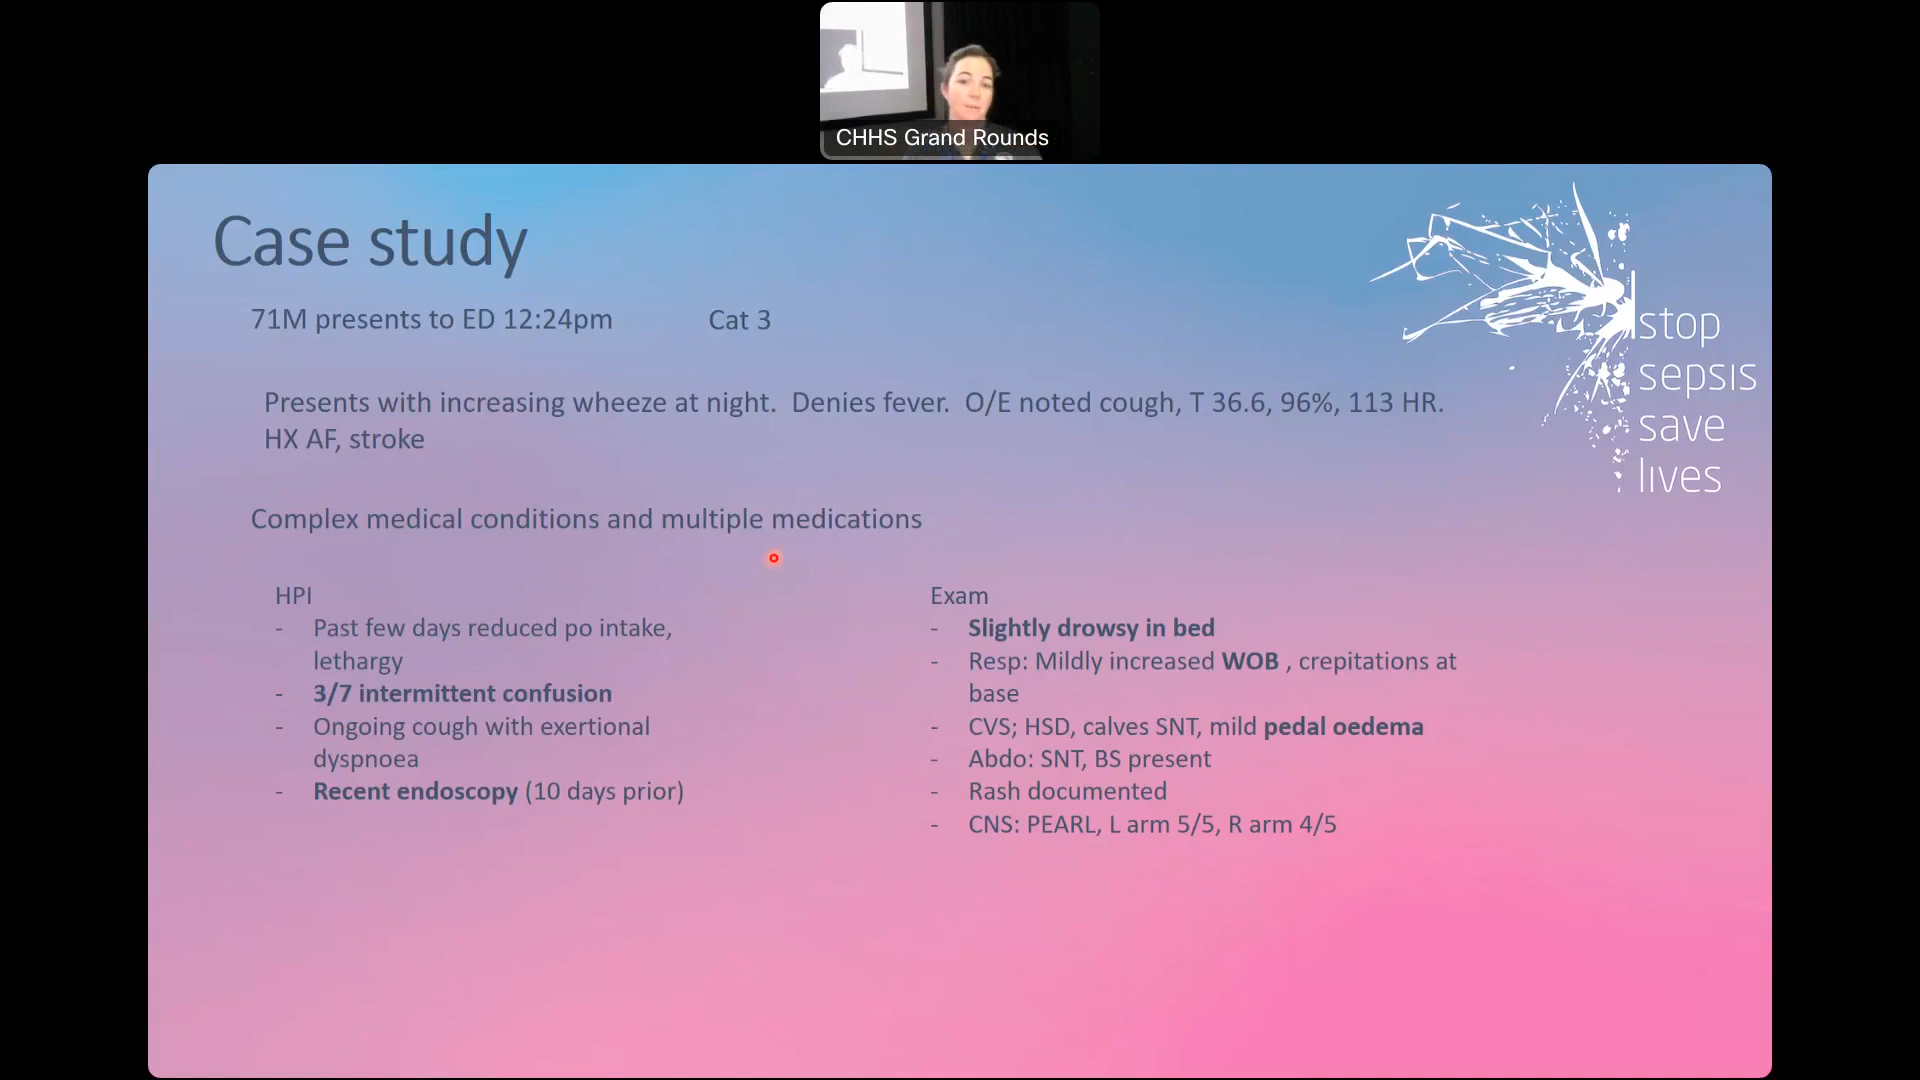 CHHS Grand Rounds
Case study
stop
sepsis
save
lives
71M presents to ED 12:24pm Cat 3
Presents with increasing wheeze at night. Denies fever. O/E noted cough, T 36.6, 96%, 113 HR.
HX AF, stroke
Complex medical conditions and multiple medications
HPI
- Past few days reduced po intake,
lethargy
- 3/7 intermittent confusion
- Ongoing cough with exertional
dyspnoea
- Recent endoscopy (10 days prior)
Exam
- Slightly drowsy in bed
- Resp: Mildly increased WOB , crepitations at
base
- CVS; HSD, calves SNT, mild pedal oedema
- Abdo: SNT, BS present
- Rash documented
- CNS: PEARL, L arm 5/5, R arm 4/5